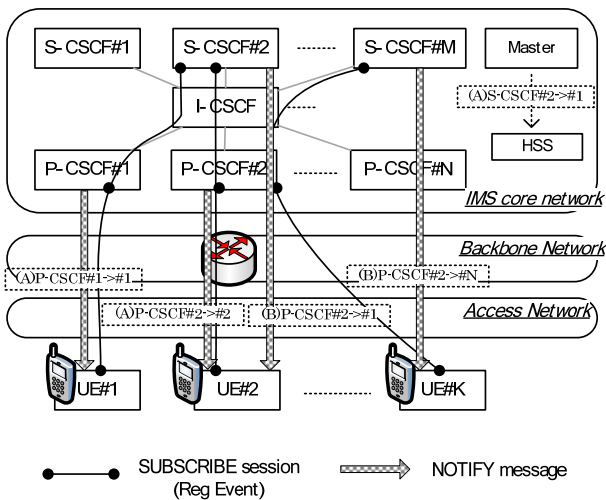 S- CSCF#1
S- CSCF#2
S- CSCF#M
Master
(A)S-CSCF#2->#1
I- CSCF
HSS
P- CSCF#1
P- CSCF#2
P- CSCF#N
IMS core network
Backbone Network
(A)P-CSCF#1->#1
(B)P-CSCF#2->#N
(A)P-CSCF#2->#2
(B)P-CSCF#2->#1
Access Network
UE#1
UE#2
UE#K
SUBSCRIBE session
(Reg Event)
NOTIFY message